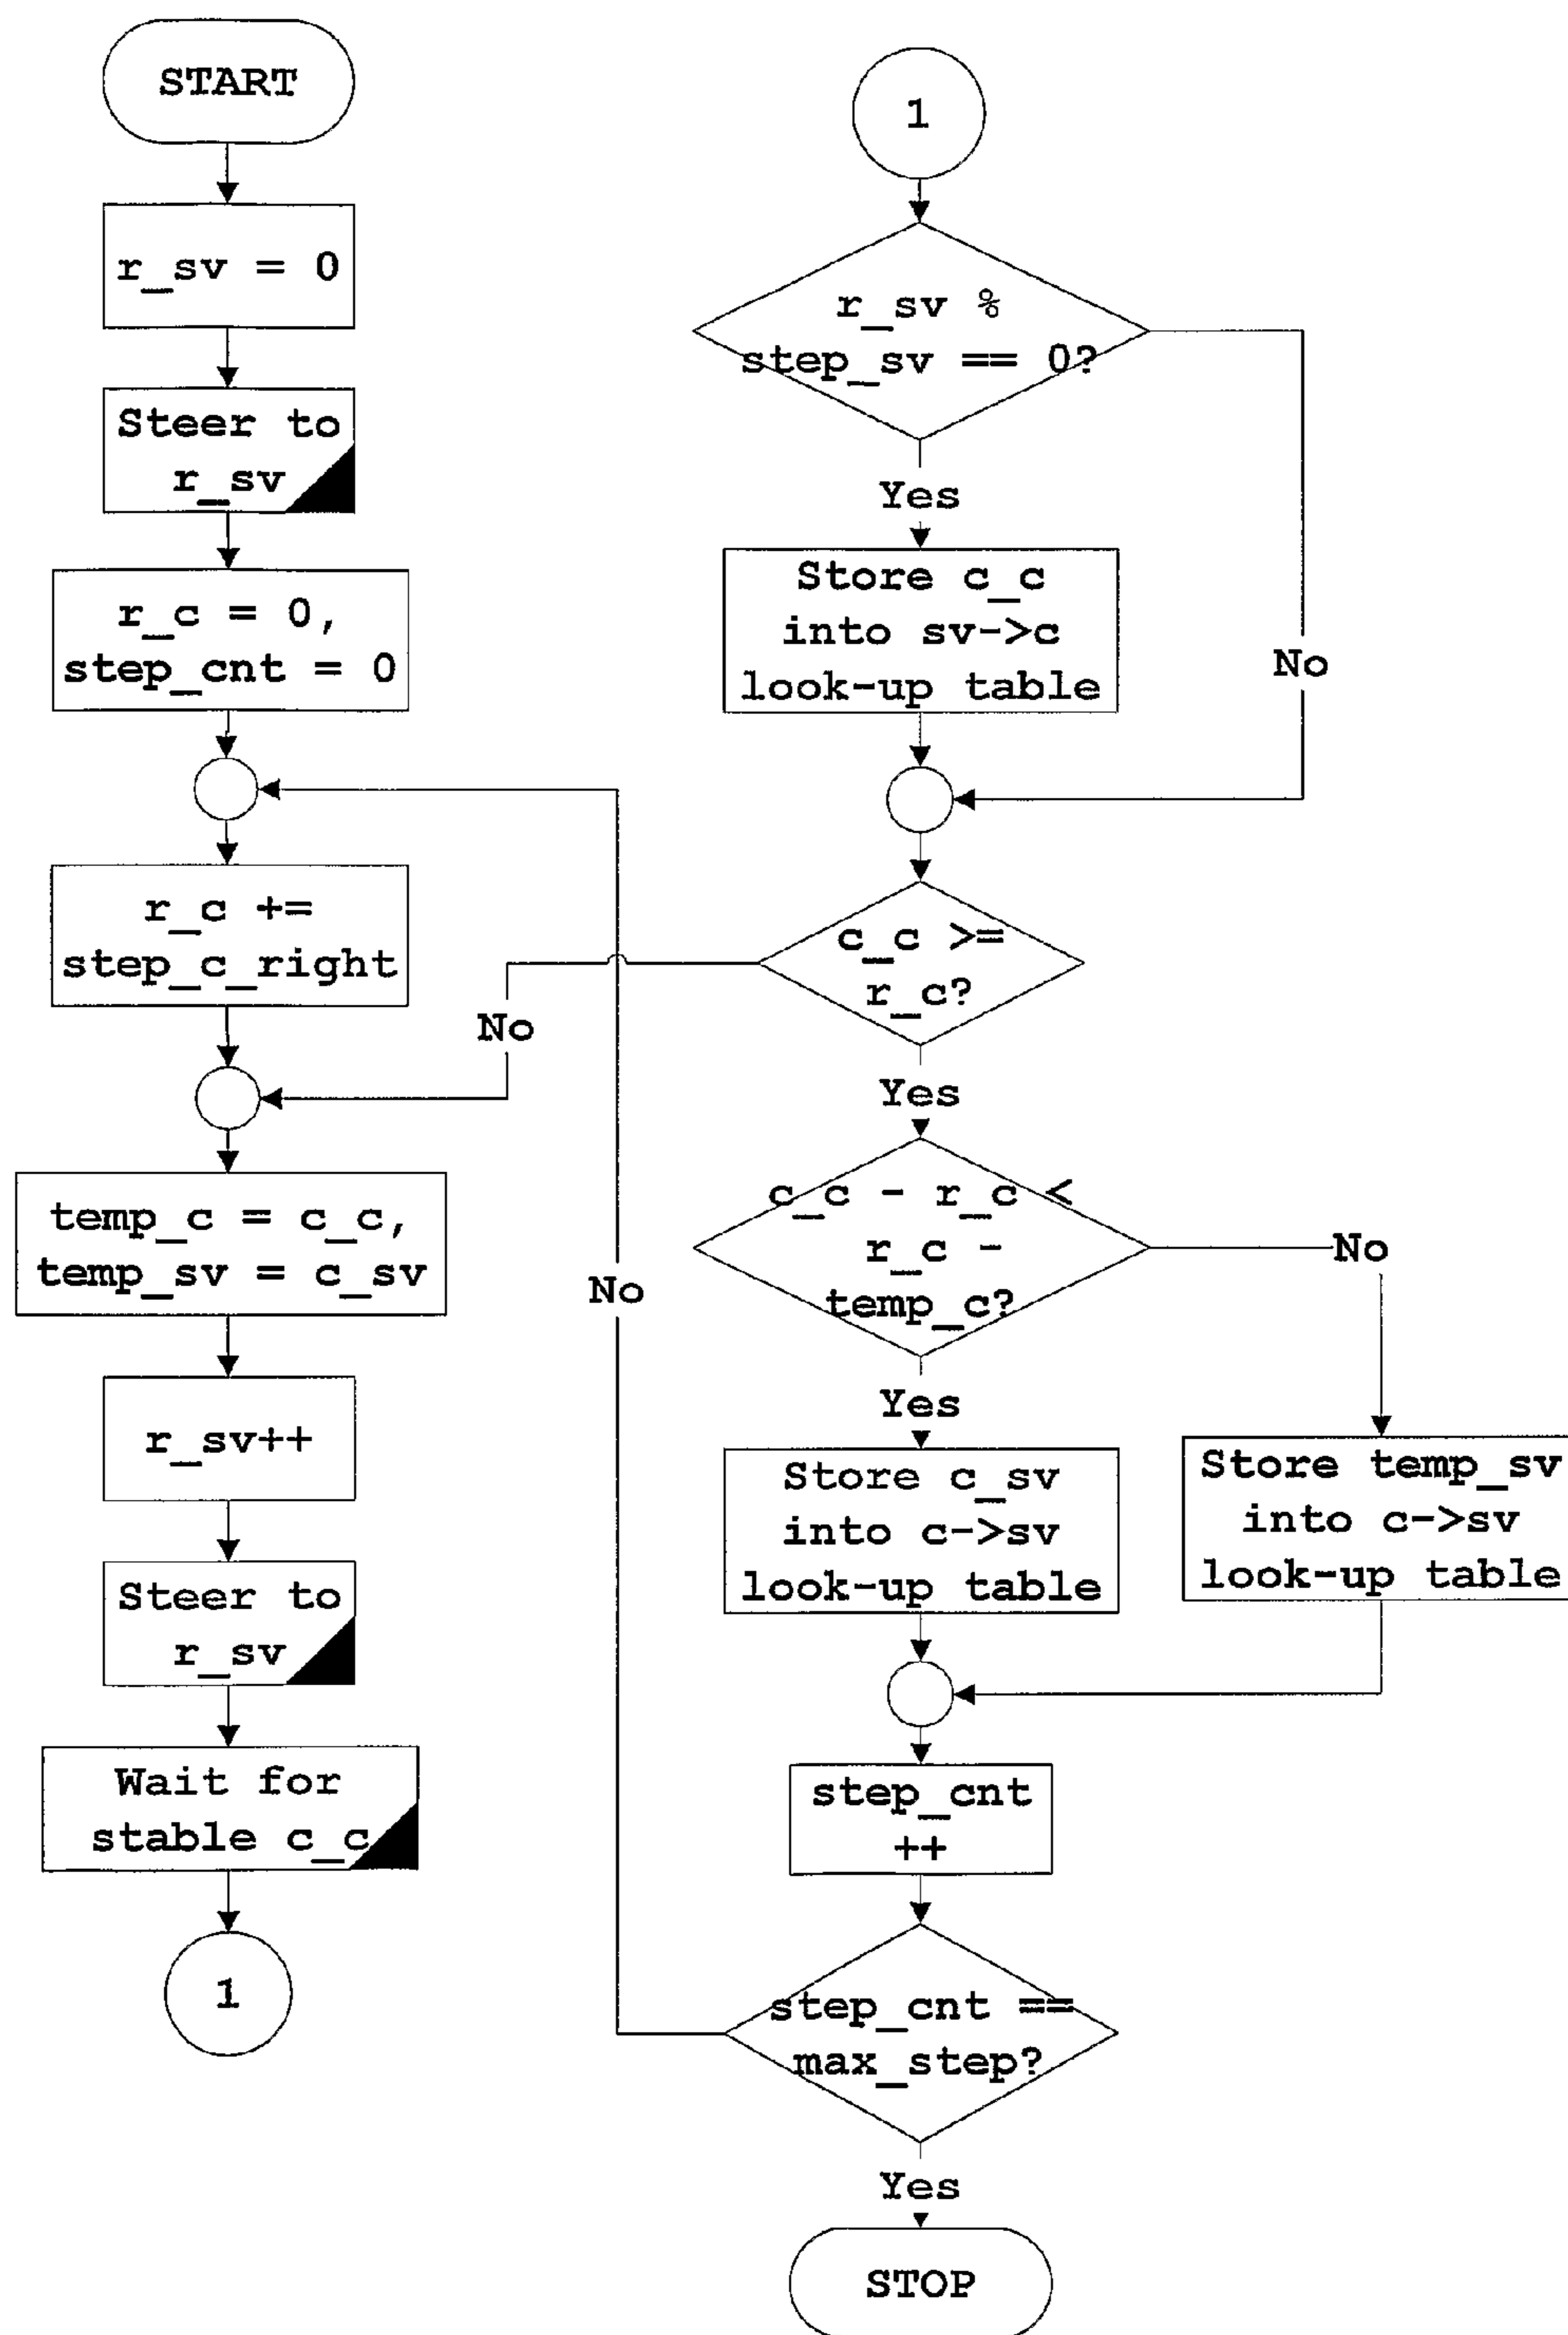 START
r_sv = 0
Steer to
r_sv
r_c = 0,
step_cnt = 0
r_c +=
step_c_right
temp_c = c_c,
temp_sv = c_sv
r_sv++
Steer to
r_sv
Wait for
stable c_c
1
1
r_sv %
step_sv == 0?
Yes
No
Store c_c
into sv->c
look-up table
c_c >=
r_c?
No
Yes
c_c - r_c <
r_c -
temp_c?
No
Yes
Store c_sv
into c->sv
look-up table
Store temp_sv
into c->sv
look-up table
step_cnt
++
step_cnt ==
max_step?
No
Yes
STOP